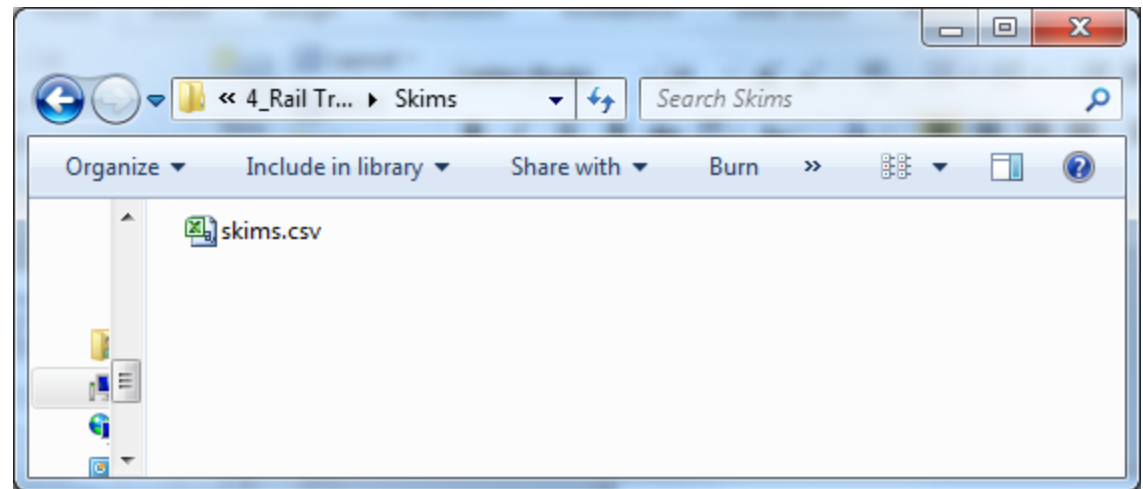 « 4_Rail Tr... ▸ Skims Search Skims
Organize Include in library Share with Burn »
skims.csv